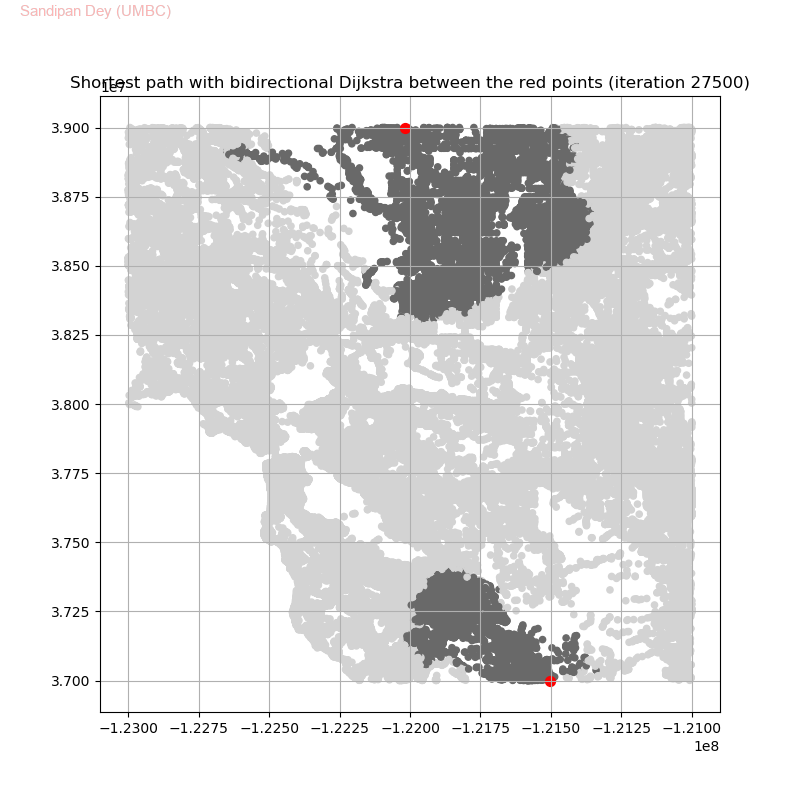 Sandipan Dey (UMBC)
Shortest path with bidirectional Dijkstra between the red points (iteration 27500)
1e7
3.900
3.875
3.850
3.825
3.800
3.775
3.750
3.725
3.700
−1.2300 −1.2275 −1.2250 −1.2225 −1.2200 −1.2175 −1.2150 −1.2125 −1.2100
1e8